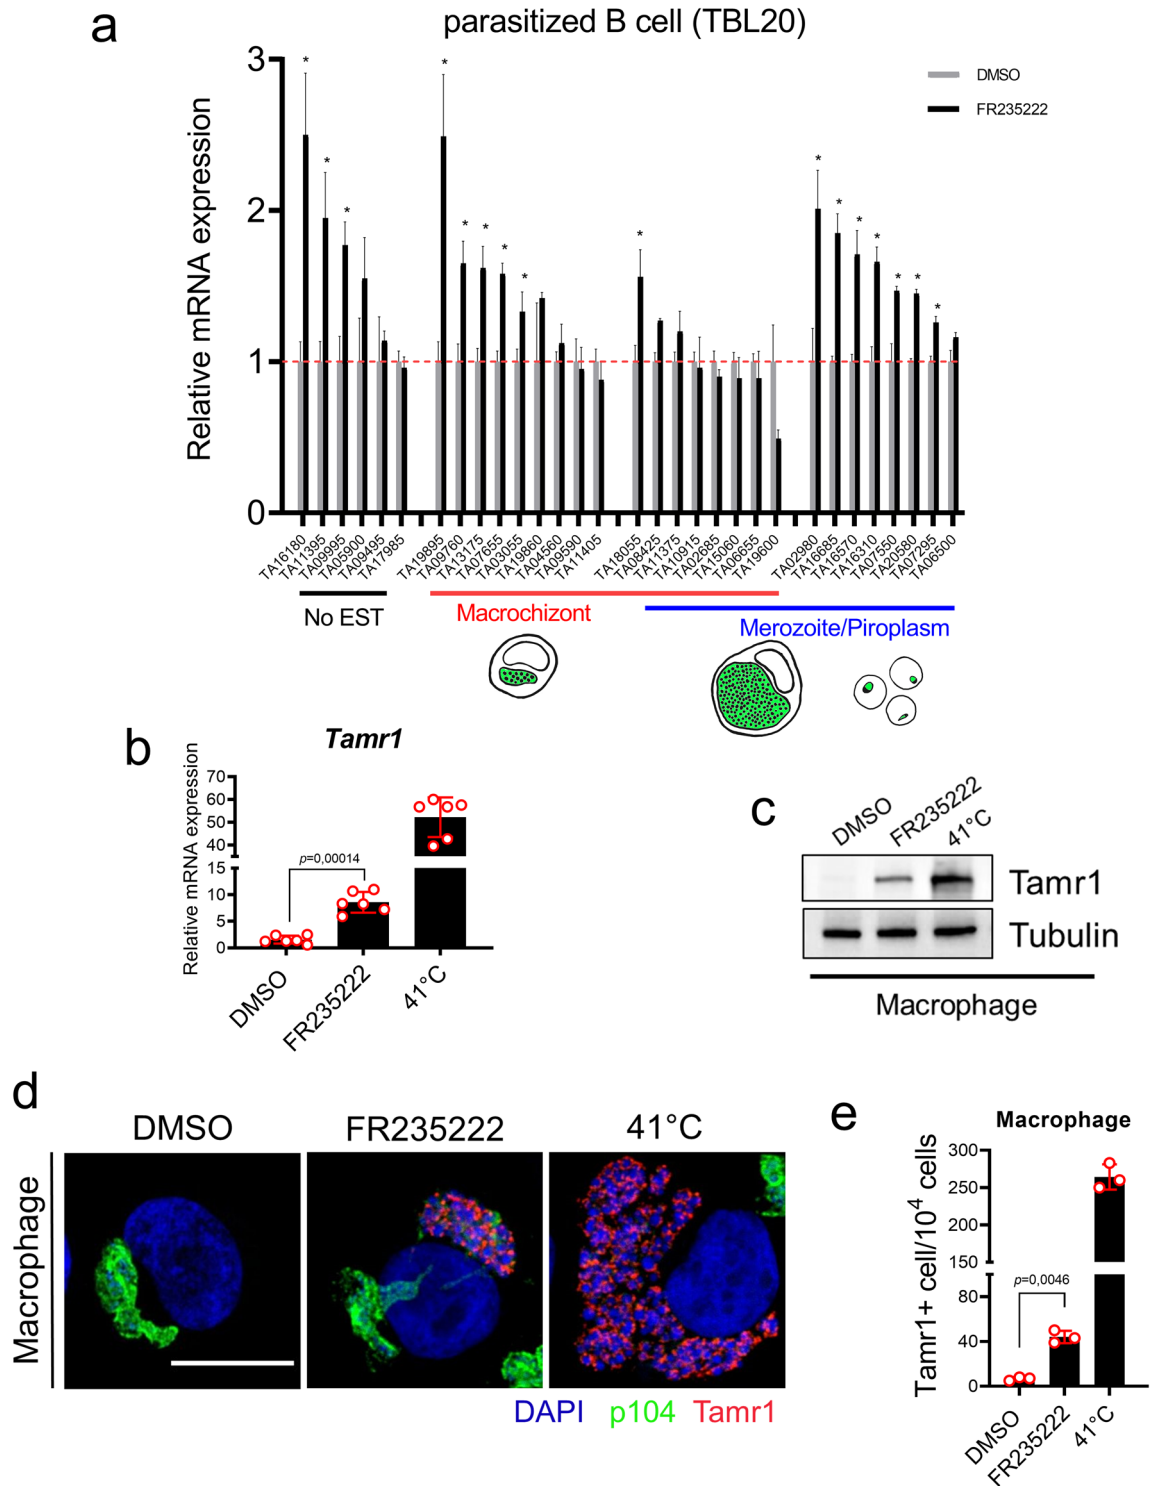 a
parasitized B cell (TBL20)
Relative mRNA expression
3
2
1
0
DMSO
FR235222
* * * * * * * * * * * * * * * *
TA16180 TA11395 TA09995 TA05900 TA09495 TA17985 TA19895 TA09760 TA13175 TA07655 TA03055 TA19860 TA04560 TA09590 TA11405 TA18055 TA08425 TA11375 TA10915 TA02685 TA15060 TA06655 TA19600 TA02980 TA16685 TA16570 TA16310 TA07550 TA20580 TA07295 TA06500
No EST
Macrochizont
Merozoite/Piroplasm
b
Tamr1
Relative mRNA expression
70
60
50
40
15
10
5
0
p=0,00014
DMSO FR235222 41°C
c
DMSO FR235222 41°C
Tamr1
Tubulin
Macrophage
d
DMSO FR235222 41°C
Macrophage
DAPI p104 Tamr1
e
Macrophage
Tamr1+ cell/10⁴ cells
300
250
200
150
80
40
0
p=0,0046
DMSO FR235222 41°C